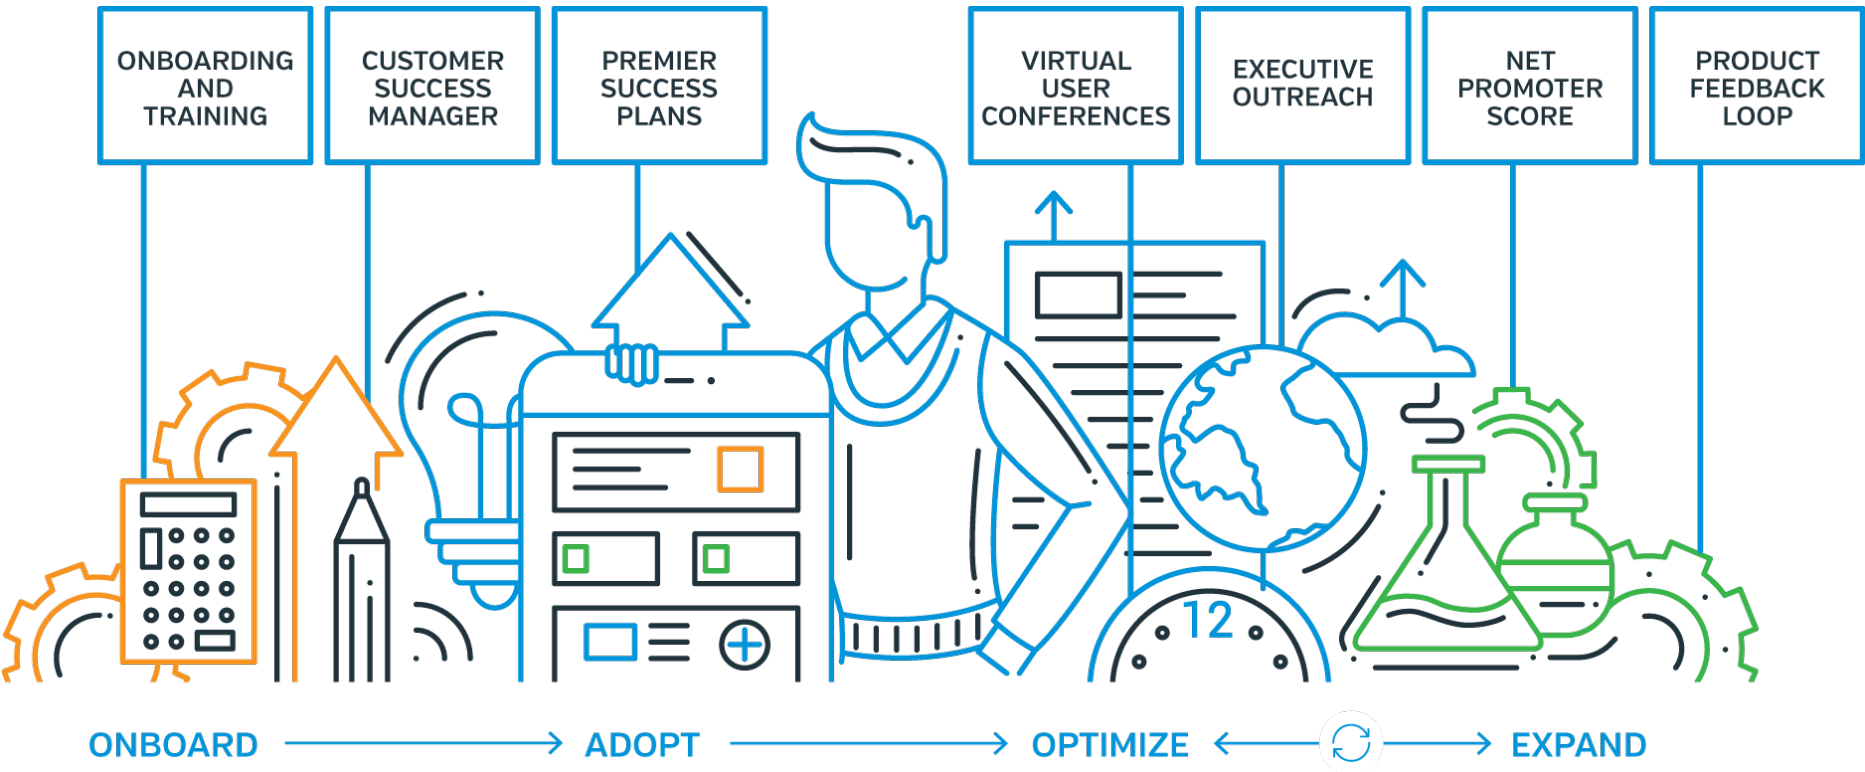 ONBOARDING
AND
TRAINING
CUSTOMER
SUCCESS
MANAGER
PREMIER
SUCCESS
PLANS
VIRTUAL
USER
CONFERENCES
EXECUTIVE
OUTREACH
NET
PROMOTER
SCORE
PRODUCT
FEEDBACK
LOOP
12
ONBOARD
ADOPT
OPTIMIZE
EXPAND